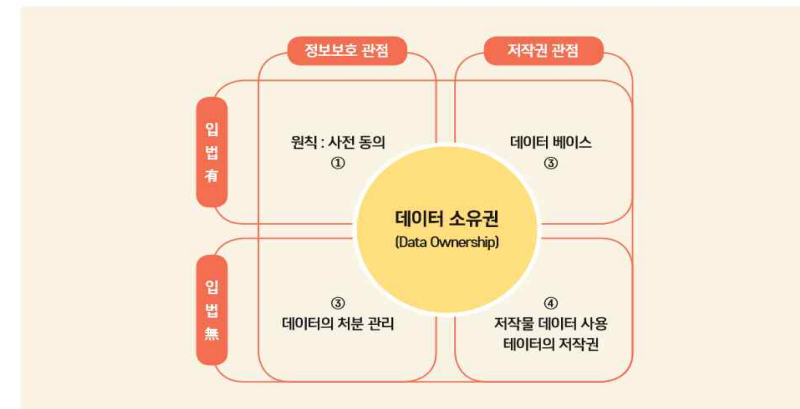 정보보호 관점
저작권 관점
입
법
有
원칙 : 사전 동의
①
데이터 베이스
③
데이터 소유권
(Data Ownership)
입
법
無
③
데이터의 처분 관리
④
저작물 데이터 사용
테이터의 저작권